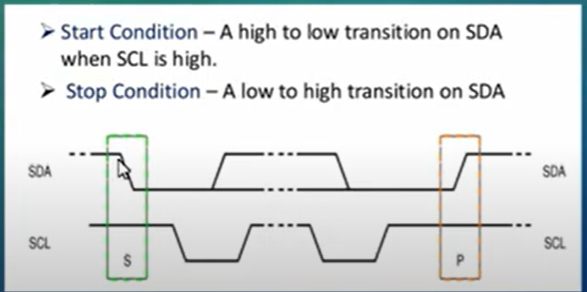 ➢ Start Condition – A high to low transition on SDA
when SCL is high.
➢ Stop Condition – A low to high transition on SDA
SDA
SDA
SCL
SCL
S
P